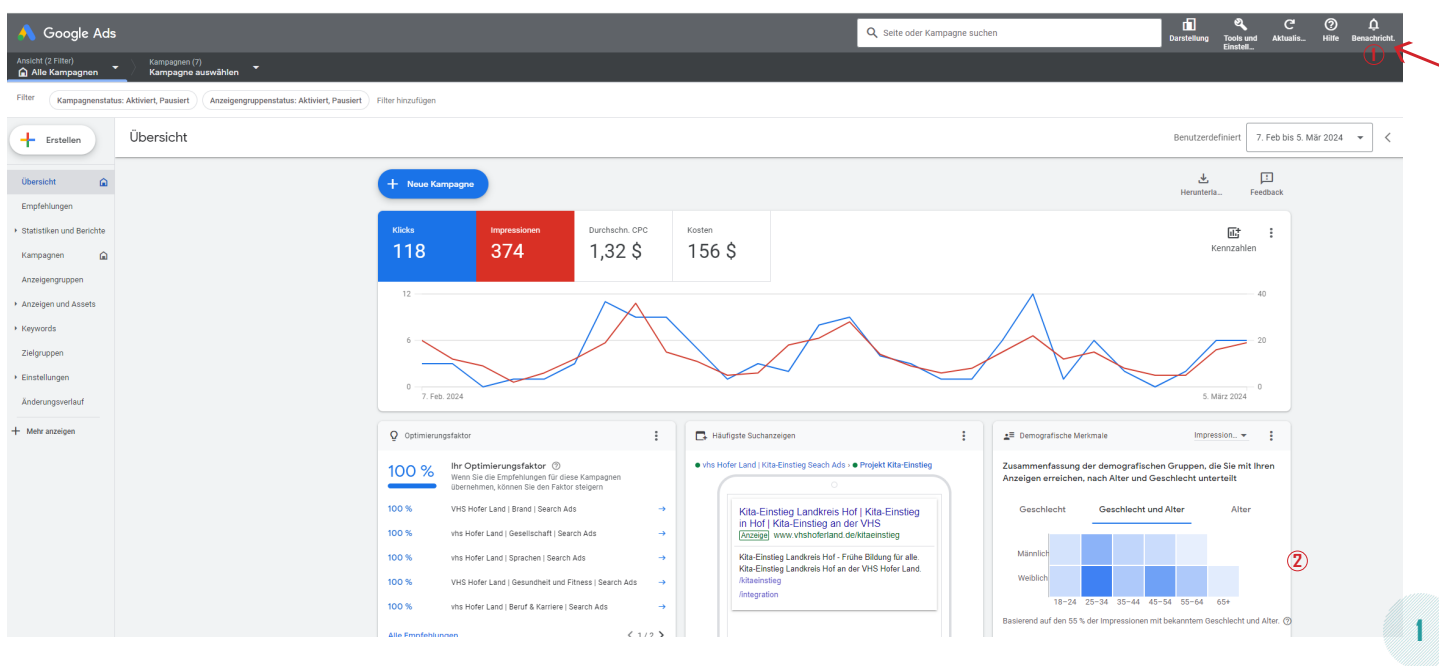 Google Ads
Seite oder Kampagne suchen
Darstellung
Tools und
Einstell...
Aktualis...
Hilfe
Benachricht.
①
Ansicht (2 Filter)
Alle Kampagnen
Kampagnen (7)
Kampagne auswählen
Filter
Kampagnenstatus: Aktiviert, Pausiert
Anzeigengruppenstatus: Aktiviert, Pausiert
Filter hinzufügen
Erstellen
Übersicht
Benutzerdefiniert
7. Feb bis 5. Mär 2024
Übersicht
Empfehlungen
Statistiken und Berichte
Kampagnen
Anzeigengruppen
Anzeigen und Assets
Keywords
Zielgruppen
Einstellungen
Änderungsverlauf
Mehr anzeigen
Neue Kampagne
Herunterla...
Feedback
Klicks
118
Impressionen
374
Durchschn. CPC
1,32 $
Kosten
156 $
Kennzahlen
12
6
0
40
20
0
7. Feb. 2024
5. März 2024
Optimierungsfaktor
100 %
Ihr Optimierungsfaktor
Wenn Sie die Empfehlungen für diese Kampagnen
übernehmen, können Sie den Faktor steigern
100 % VHS Hofer Land | Brand | Search Ads
100 % vhs Hofer Land | Gesellschaft | Search Ads
100 % vhs Hofer Land | Sprachen | Search Ads
100 % VHS Hofer Land | Gesundheit und Fitness | Search Ads
100 % vhs Hofer Land | Beruf & Karriere | Search Ads
Alle Empfehlungen
1 / 2
Häufigste Suchanzeigen
vhs Hofer Land | Kita-Einstieg Seach Ads › Projekt Kita-Einstieg
Kita-Einstieg Landkreis Hof | Kita-Einstieg
in Hof | Kita-Einstieg an der VHS
Anzeige www.vhshoferland.de/kitaeinstieg
Kita-Einstieg Landkreis Hof - Frühe Bildung für alle.
Kita-Einstieg Landkreis Hof an der VHS Hofer Land.
/kitaeinstieg
/integration
Demografische Merkmale
Impression...
Zusammenfassung der demografischen Gruppen, die Sie mit Ihren
Anzeigen erreichen, nach Alter und Geschlecht unterteilt
Geschlecht
Geschlecht und Alter
Alter
Männlich
Weiblich
18–24 25–34 35–44 45–54 55–64 65+
②
Basierend auf den 55 % der Impressionen mit bekanntem Geschlecht und Alter.
1